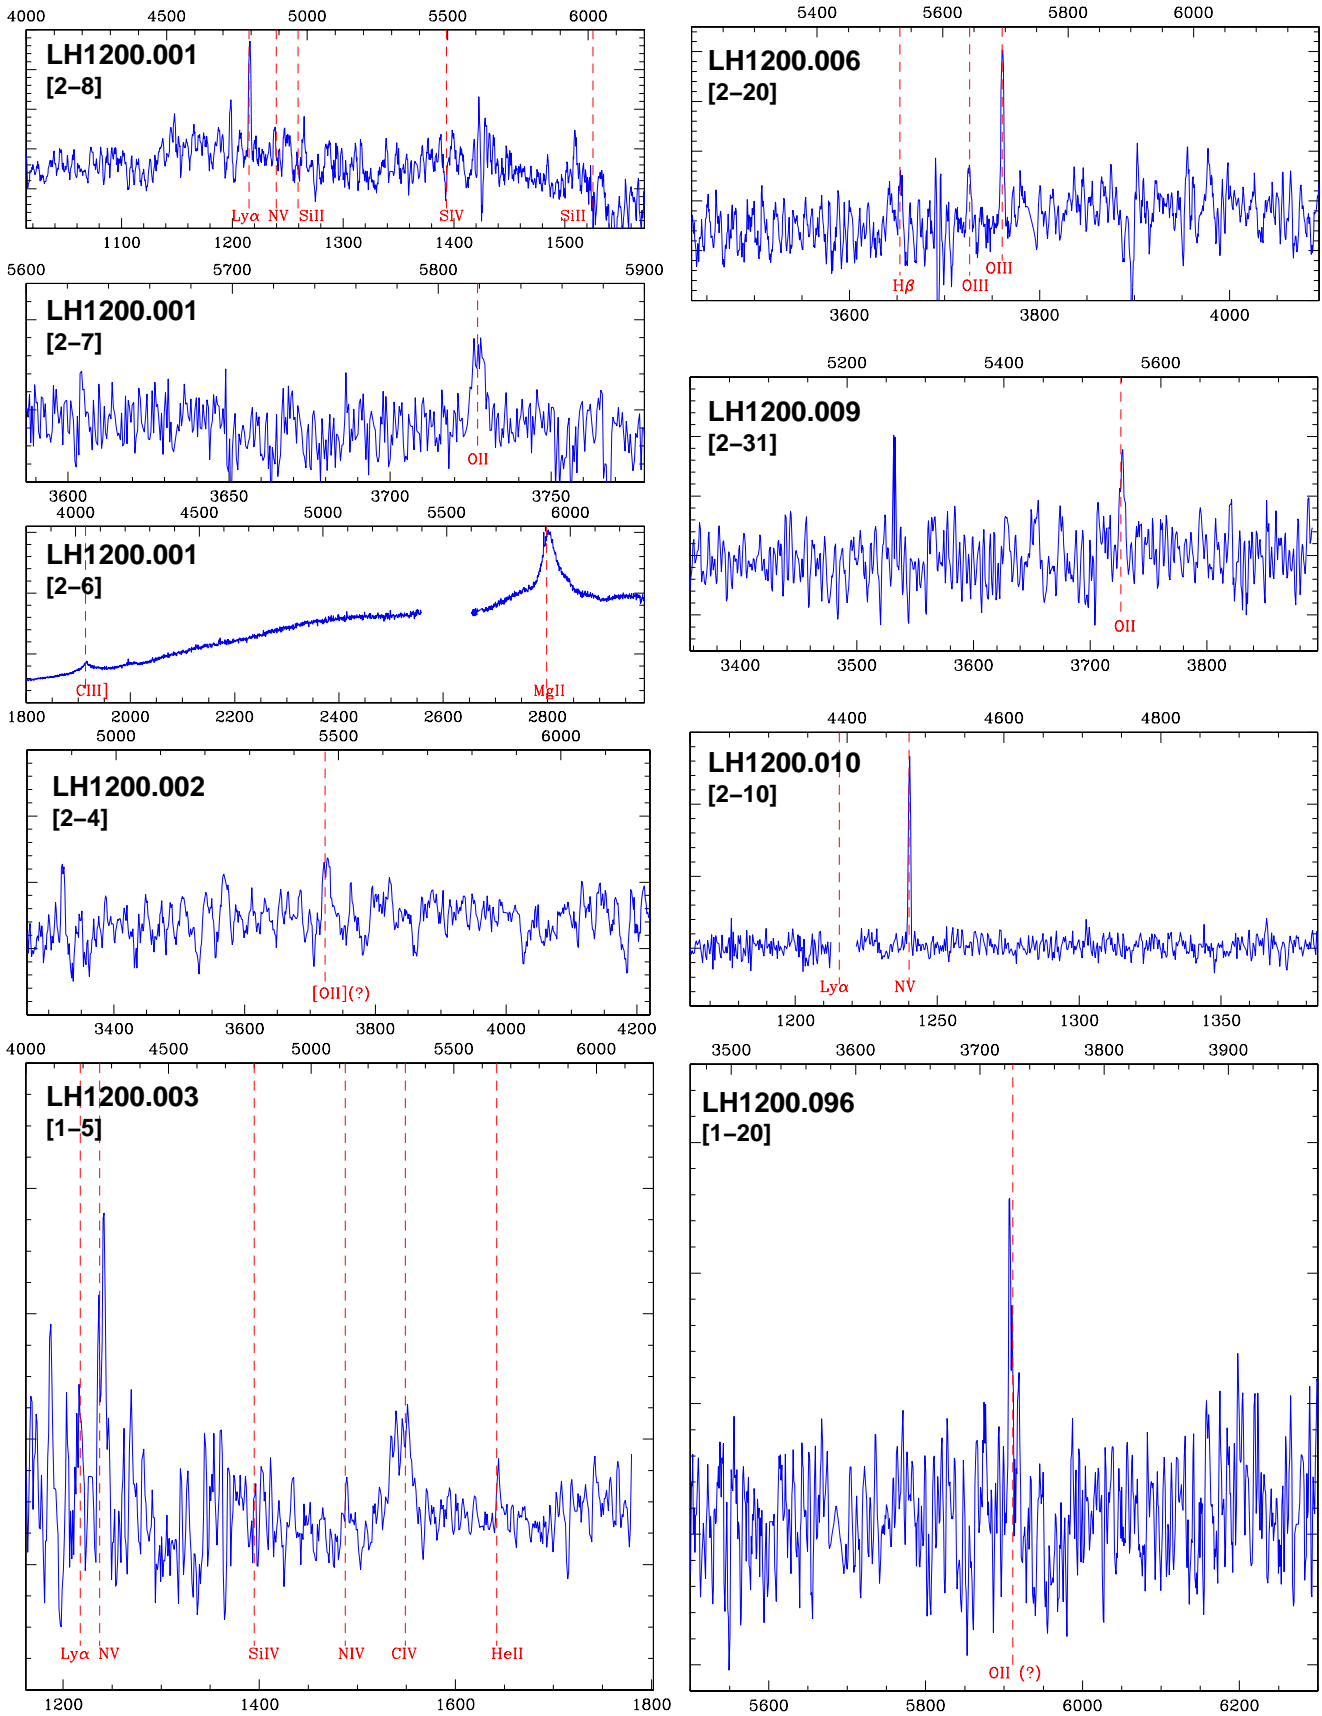 4000 4500 5000 5500 6000
LH1200.001
[2−8]
Lyα NV SiII SIV SiII
1100 1200 1300 1400 1500
5600 5700 5800 5900
LH1200.001
[2−7]
OII
3600 3650 3700 3750
4000 4500 5000 5500 6000
LH1200.001
[2−6]
CIII] MgII
1800 2000 2200 2400 2600 2800
5000 5500 6000
LH1200.002
[2−4]
[OII](?)
3400 3600 3800 4000 4200
4000 4500 5000 5500 6000
LH1200.003
[1−5]
Lyα NV SiIV NIV CIV HeII
1200 1400 1600 1800
5400 5600 5800 6000
LH1200.006
[2−20]
Hβ OIII OIII
3600 3800 4000
5200 5400 5600
LH1200.009
[2−31]
OII
3400 3500 3600 3700 3800
4400 4600 4800
LH1200.010
[2−10]
Lyα NV
1200 1250 1300 1350
3500 3600 3700 3800 3900
LH1200.096
[1−20]
OII (?)
5600 5800 6000 6200